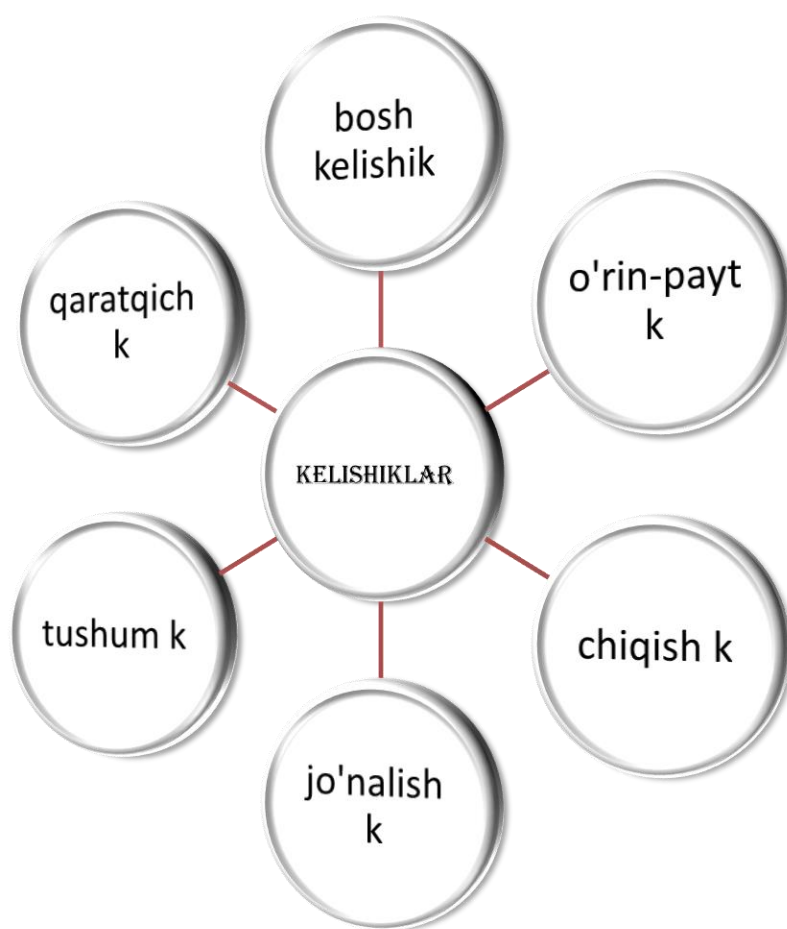 bosh
kelishik
o'rin-payt
k
qaratqich
k
KELISHIKLAR
tushum k
chiqish k
jo'nalish
k